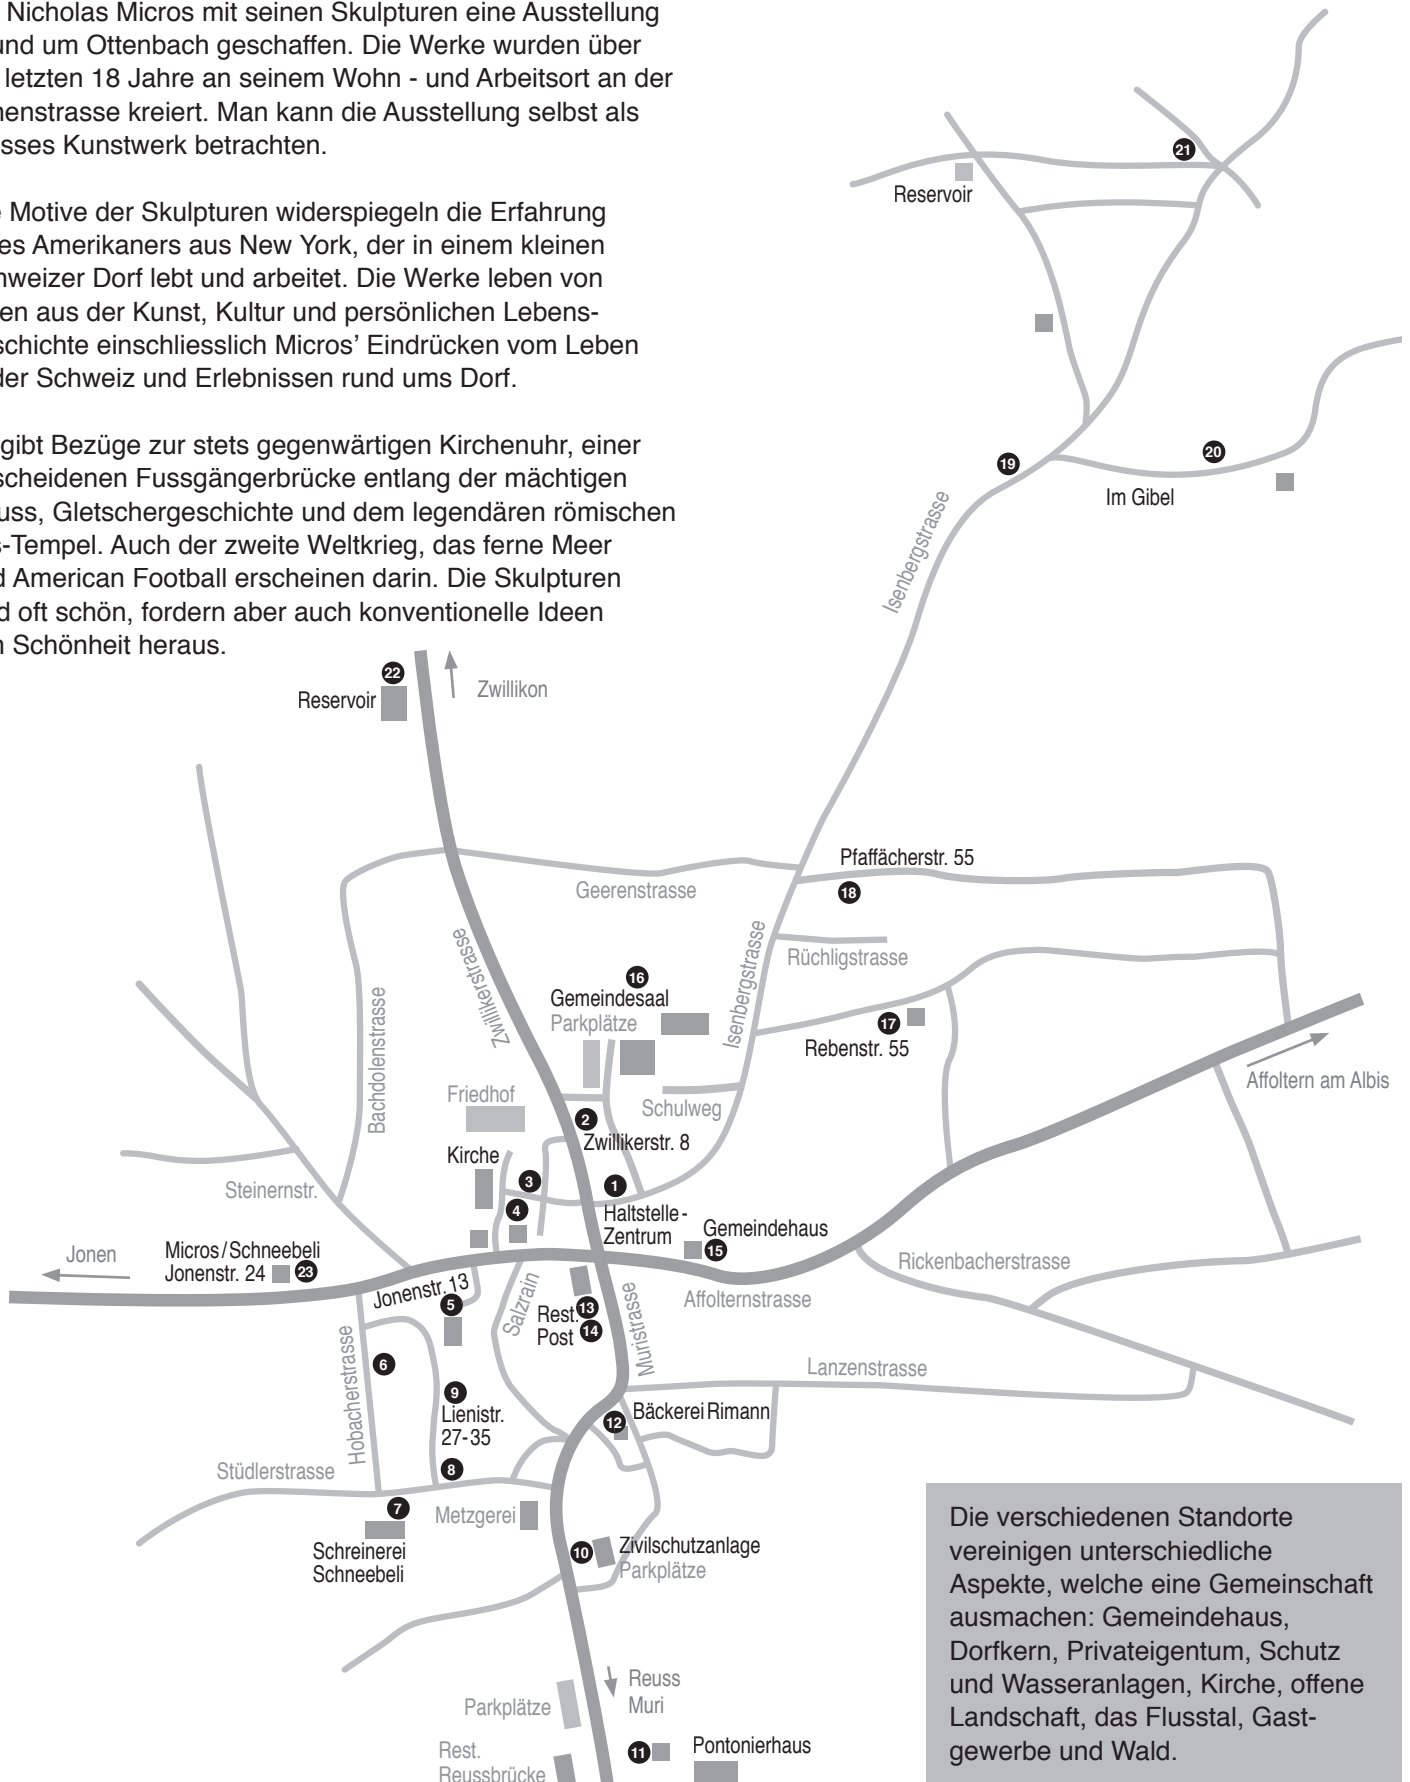 Nicholas Micros mit seinen Skulpturen eine Ausstellung
und um Ottenbach geschaffen. Die Werke wurden über
letzten 18 Jahre an seinem Wohn - und Arbeitsort an der
nenstrasse kreiert. Man kann die Ausstellung selbst als
sses Kunstwerk betrachten.
Motive der Skulpturen widerspiegeln die Erfahrung
es Amerikaners aus New York, der in einem kleinen
hweizer Dorf lebt und arbeitet. Die Werke leben von
en aus der Kunst, Kultur und persönlichen Lebens-
schichte einschliesslich Micros’ Eindrücken vom Leben
der Schweiz und Erlebnissen rund ums Dorf.
gibt Bezüge zur stets gegenwärtigen Kirchenuhr, einer
scheidenen Fussgängerbrücke entlang der mächtigen
uss, Gletschergeschichte und dem legendären römischen
s-Tempel. Auch der zweite Weltkrieg, das ferne Meer
d American Football erscheinen darin. Die Skulpturen
d oft schön, fordern aber auch konventionelle Ideen
n Schönheit heraus.
21
Reservoir
19
20
Im Gibel
Isenbergstrasse
22
Reservoir
Zwillikon
Pfaffächerstr. 55
18
Geerenstrasse
Zwillikerstrasse
Isenbergstrasse
Rüchligstrasse
16
Gemeindesaal
Parkplätze
17
Rebenstr. 55
Bachdolenstrasse
Affoltern am Albis
Friedhof
Schulweg
2
Zwillikerstr. 8
Kirche
3
1
4
Steinernstr.
Haltstelle-
Zentrum
Gemeindehaus
15
Jonen
Micros/Schneebeli
Jonenstr. 24
23
Rickenbacherstrasse
Jonenstr. 13
5
Salzrain
Rest.
Post
13
14
Muristrasse
Affolternstrasse
Hobacherstrasse
6
Lanzenstrasse
9
Lienistr.
27-35
12
Bäckerei Rimann
8
Stüdlerstrasse
7
Metzgerei
Schreinerei
Schneebeli
10
Zivilschutzanlage
Parkplätze
Reuss
Muri
Parkplätze
11
Pontonierhaus
Rest.
Reussbrücke
Die verschiedenen Standorte
vereinigen unterschiedliche
Aspekte, welche eine Gemeinschaft
ausmachen: Gemeindehaus,
Dorfkern, Privateigentum, Schutz
und Wasseranlagen, Kirche, offene
Landschaft, das Flusstal, Gast-
gewerbe und Wald.